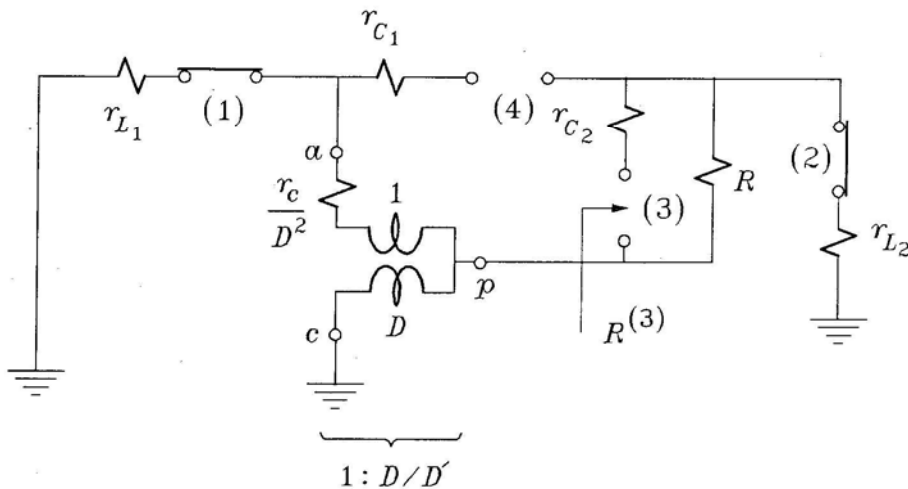 r_{C_1}
r_{L_1}
(1)
(4)
r_{C_2}
(2)
a
R
r_c
1
(3)
D^2
r_{L_2}
p
c
D
R^{(3)}
1: D/D´